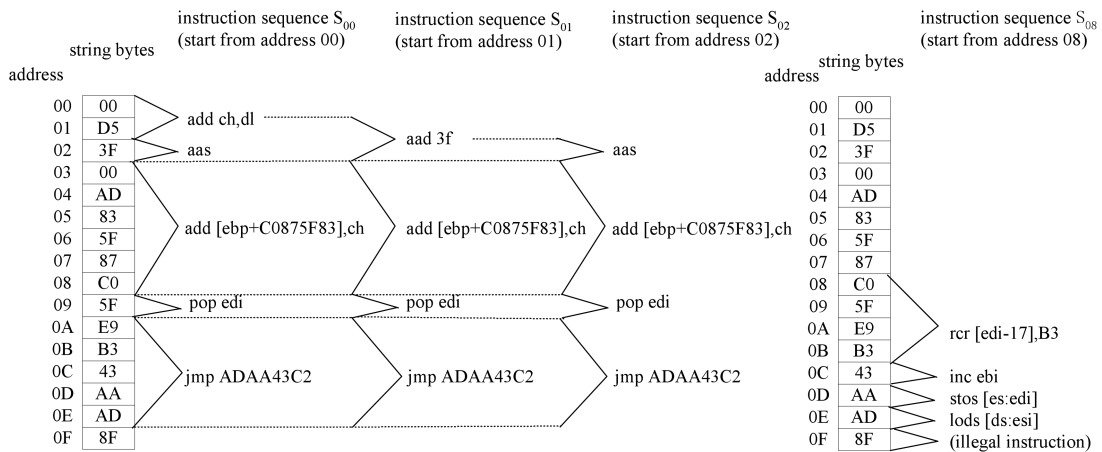 instruction sequence S00 instruction sequence S01 instruction sequence S02 instruction sequence S08
(start from address 00) (start from address 01) (start from address 02) (start from address 08)
string bytes string bytes
address address
00 00 00 00
add ch,dl
01 D5 01 D5
aad 3f
02 3F aas aas 02 3F
03 00 03 00
04 AD 04 AD
05 83 05 83
add [ebp+C0875F83],ch add [ebp+C0875F83],ch add [ebp+C0875F83],ch
06 5F 06 5F
07 87 07 87
08 C0 08 C0
09 5F pop edi pop edi pop edi 09 5F
0A E9 0A E9
rcr [edi-17],B3
0B B3 0B B3
0C 43 jmp ADAA43C2 jmp ADAA43C2 jmp ADAA43C2 0C 43 inc ebi
0D AA 0D AA stos [es:edi]
0E AD 0E AD lods [ds:esi]
0F 8F 0F 8F (illegal instruction)